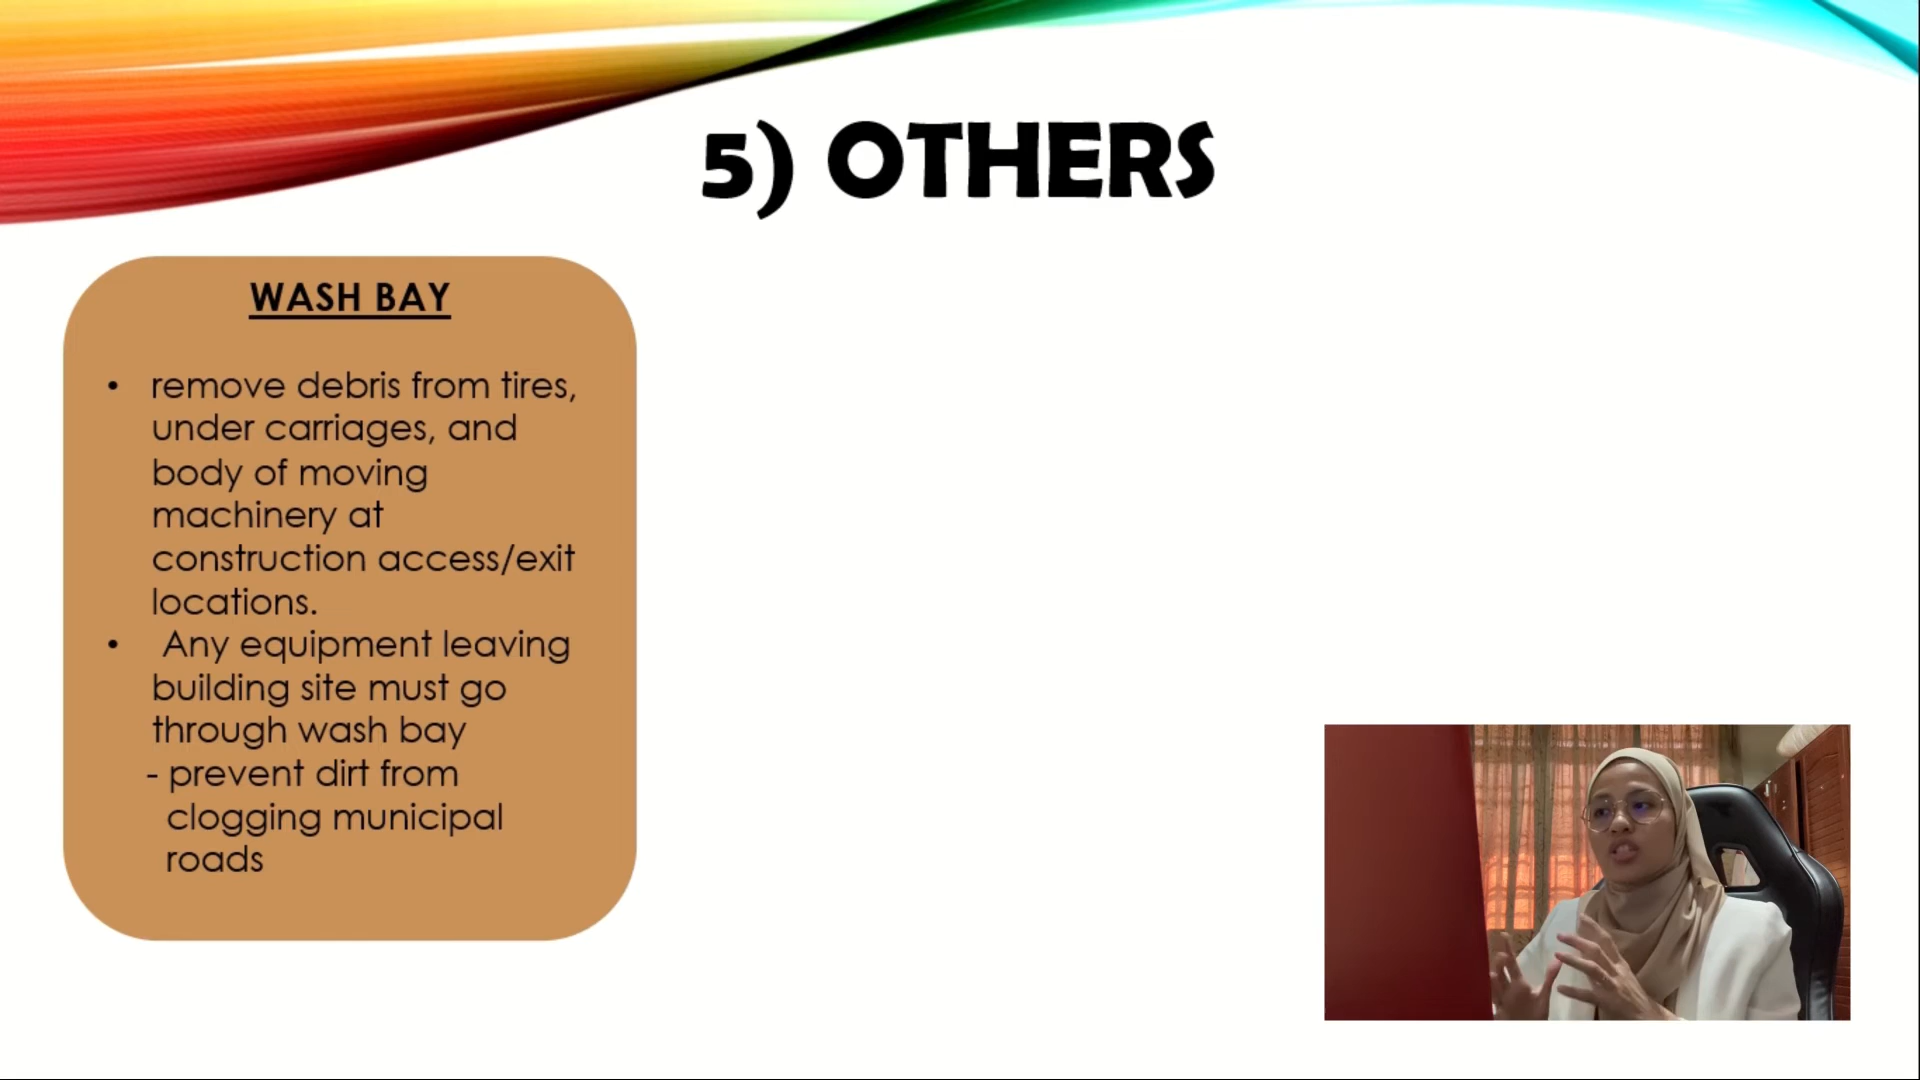 5) OTHERS
WASH BAY
• remove debris from tires,
under carriages, and
body of moving
machinery at
construction access/exit
locations.
• Any equipment leaving
building site must go
through wash bay
- prevent dirt from
clogging municipal
roads